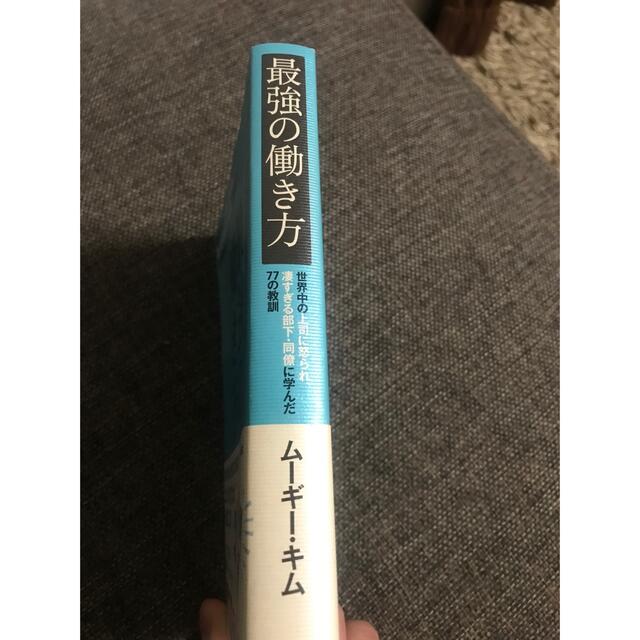 最強の働き方
世界中の上司に怒られ、
凄すぎる部下・同僚に学んだ
77の教訓
ムーギー・キム